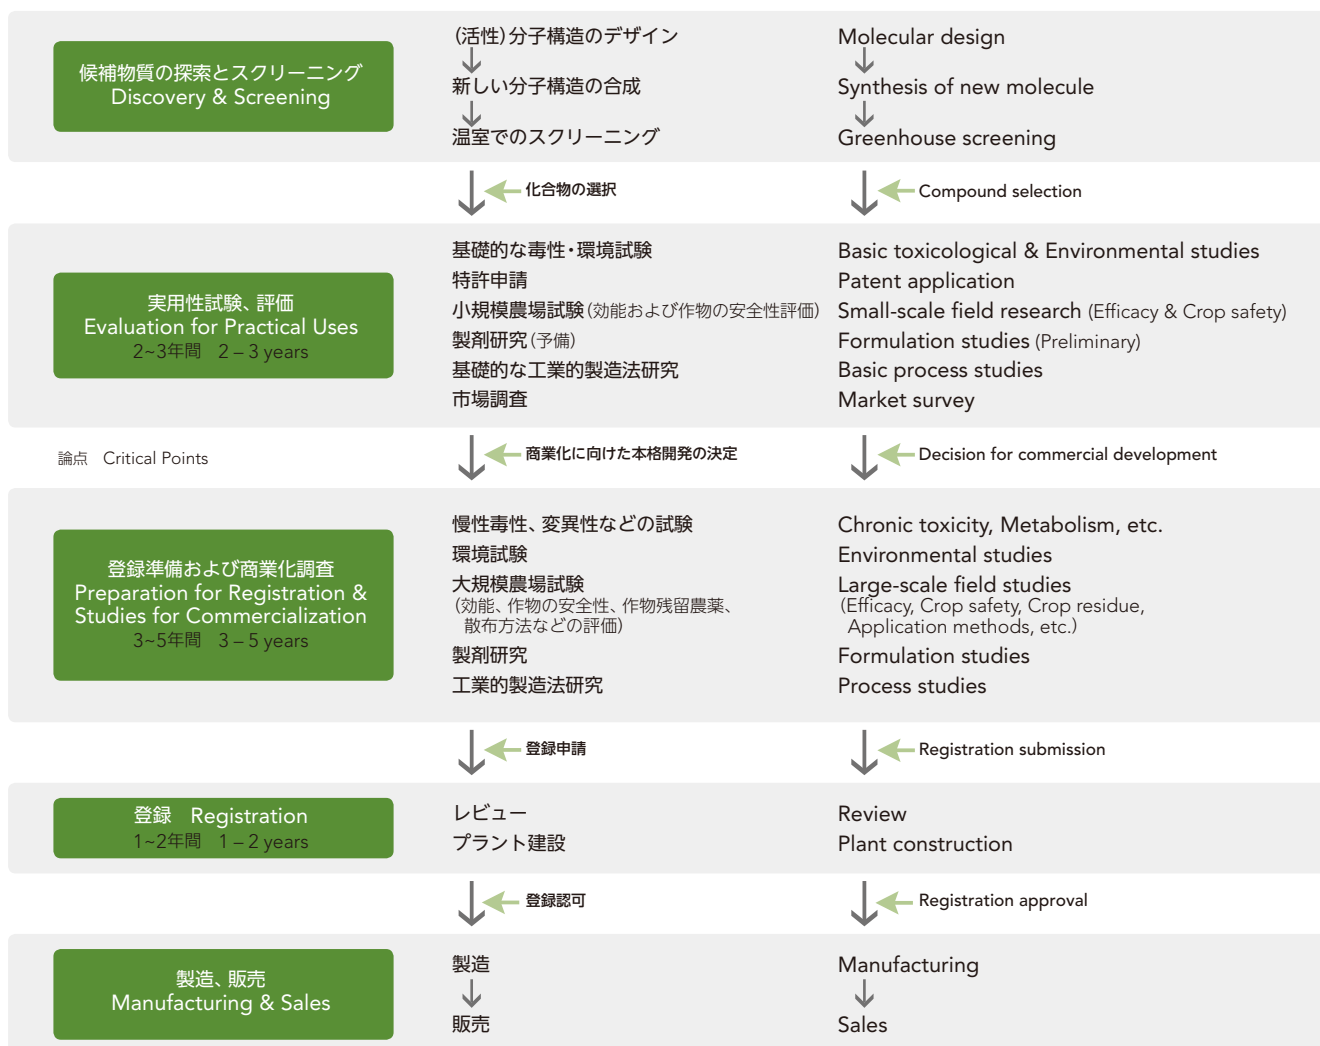 候補物質の探索とスクリーニング
Discovery & Screening
(活性)分子構造のデザイン
新しい分子構造の合成
温室でのスクリーニング
Molecular design
Synthesis of new molecule
Greenhouse screening
化合物の選択
Compound selection
実用性試験、評価
Evaluation for Practical Uses
2~3年間 2 – 3 years
基礎的な毒性・環境試験
特許申請
小規模農場試験(効能および作物の安全性評価)
製剤研究(予備)
基礎的な工業的製造法研究
市場調査
Basic toxicological & Environmental studies
Patent application
Small-scale field research (Efficacy & Crop safety)
Formulation studies (Preliminary)
Basic process studies
Market survey
論点 Critical Points
商業化に向けた本格開発の決定
Decision for commercial development
登録準備および商業化調査
Preparation for Registration &
Studies for Commercialization
3~5年間 3 – 5 years
慢性毒性、変異性などの試験
環境試験
大規模農場試験
(効能、作物の安全性、作物残留農薬、
散布方法などの評価)
製剤研究
工業的製造法研究
Chronic toxicity, Metabolism, etc.
Environmental studies
Large-scale field studies
(Efficacy, Crop safety, Crop residue,
Application methods, etc.)
Formulation studies
Process studies
登録申請
Registration submission
登録 Registration
1~2年間 1 – 2 years
レビュー
プラント建設
Review
Plant construction
登録認可
Registration approval
製造、販売
Manufacturing & Sales
製造
販売
Manufacturing
Sales